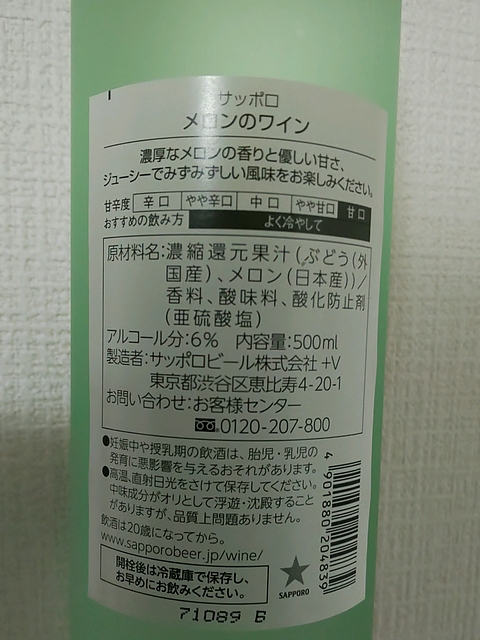 サッポロ
メロンのワイン
濃厚なメロンの香りと優しい甘さ、
ジューシーでみずみずしい風味をお楽しみください。
甘辛度 辛口 やや辛口 中口 やや甘口 甘口
おすすめの飲み方 よく冷やして
原材料名:濃縮還元果汁(ぶどう(外
国産)、メロン(日本産))/
香料、酸味料、酸化防止剤
(亜硫酸塩)
アルコール分:6% 内容量:500ml
製造者:サッポロビール株式会社 +V
東京都渋谷区恵比寿4-20-1
お問い合わせ:お客様センター
0120-207-800
●妊娠中や授乳期の飲酒は、胎児・乳児の
発育に悪影響を与えるおそれがあります。
●高温、直射日光をさけて保存してください。
中味成分がオリとして浮遊・沈殿すること
がありますが、品質上問題ありません。
飲酒は20歳になってから。
www.sapporobeer.jp/wine/
開栓後は冷蔵庫で保存し、
お早めにお飲みください。
SAPPORO
4 901880 204839
71089 B